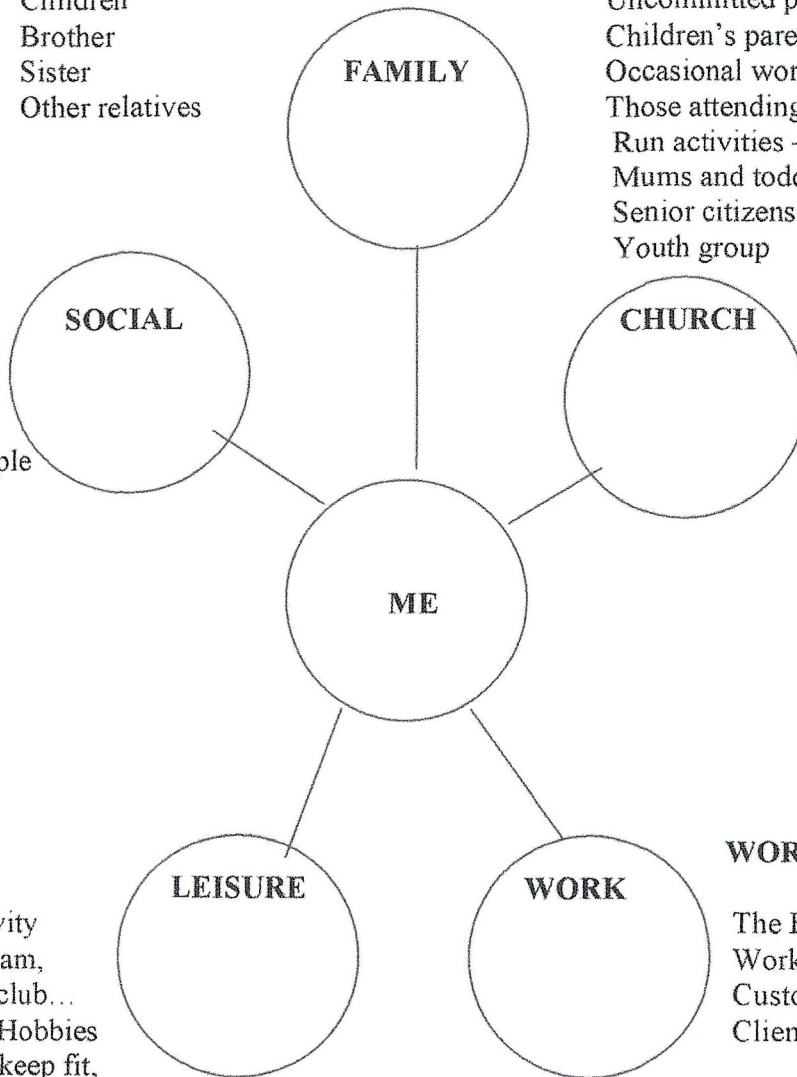 Children
Brother
Sister
Other relatives
FAMILY
Uncommitted p
Children's pare
Occasional wor
Those attending
Run activities -
Mums and todd
Senior citizens
Youth group
SOCIAL
CHURCH
ple
ME
LEISURE
WORK
WOR
vity
am,
club...
Hobbies
keep fit,
The B
Work
Custo
Clien